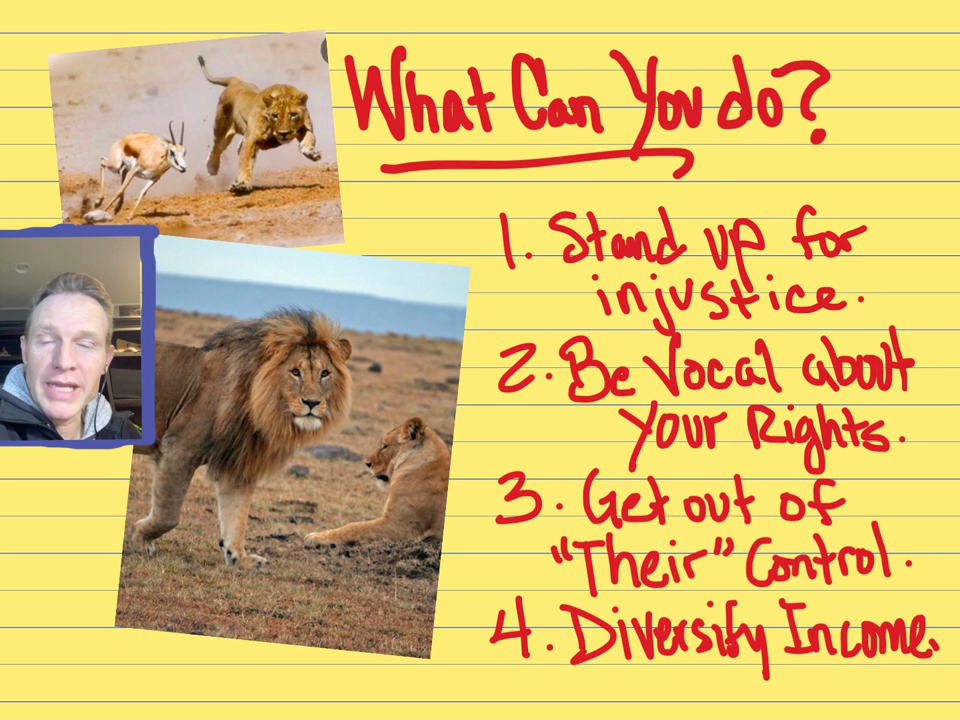 What Can You do?
1. Stand up for
injustice.
2. Be Vocal about
Your Rights.
3. Get out of
"Their" Control.
4. Diversify Income.